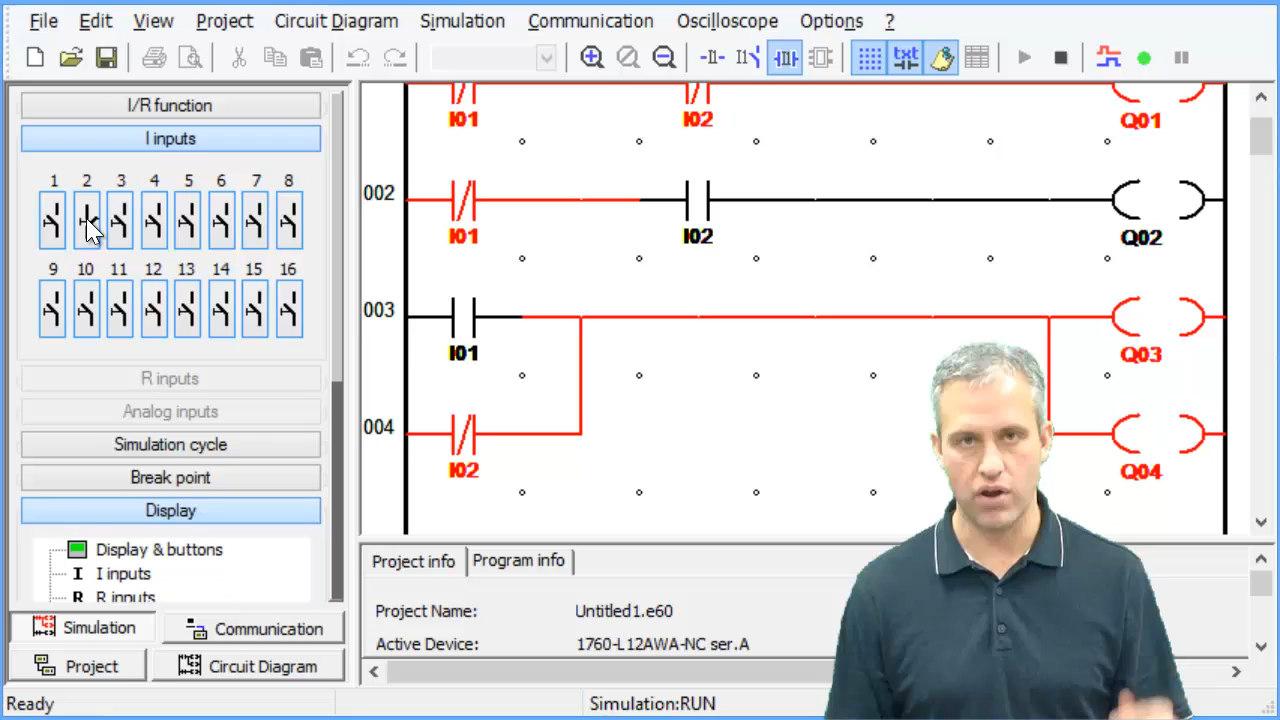 File Edit View Project Circuit Diagram Simulation Communication Oscilloscope Options ?
txt
I/R function
I inputs
1 2 3 4 5 6 7 8
9 10 11 12 13 14 15 16
R inputs
Analog inputs
Simulation cycle
Break point
Display
Display & buttons
I I inputs
R R inputs
Simulation Communication
Project Circuit Diagram
I01 I02 Q01
002
I01 I02 Q02
003
I01 Q03
004
I02 Q04
Project info Program info
Project Name: Untitled1.e60
Active Device: 1760-L12AWA-NC ser.A
Ready Simulation:RUN